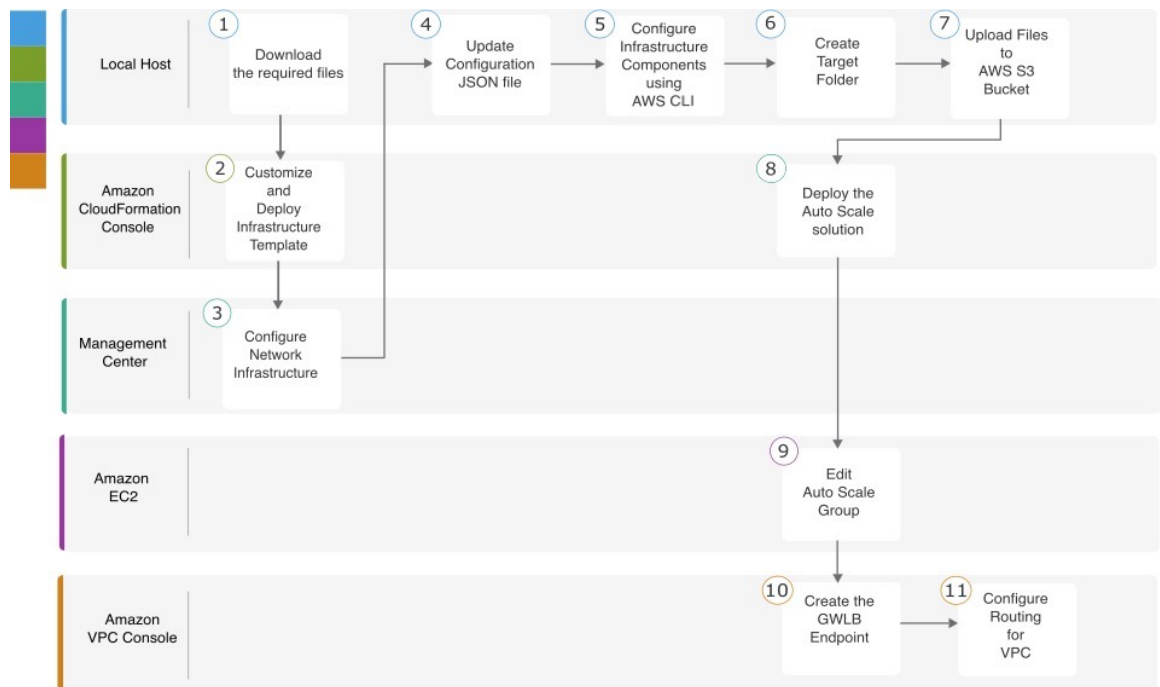 Local Host
1
Download
the required files
4
Update
Configuration
JSON file
5
Configure
Infrastructure
Components
using
AWS CLI
6
Create
Target
Folder
7
Upload Files
to
AWS S3
Bucket
Amazon
CloudFormation
Console
2
Customize
and
Deploy
Infrastructure
Template
8
Deploy the
Auto Scale
solution
Management
Center
3
Configure
Network
Infrastructure
Amazon
EC2
9
Edit
Auto Scale
Group
Amazon
VPC Console
10
Create the
GWLB
Endpoint
11
Configure
Routing
for
VPC